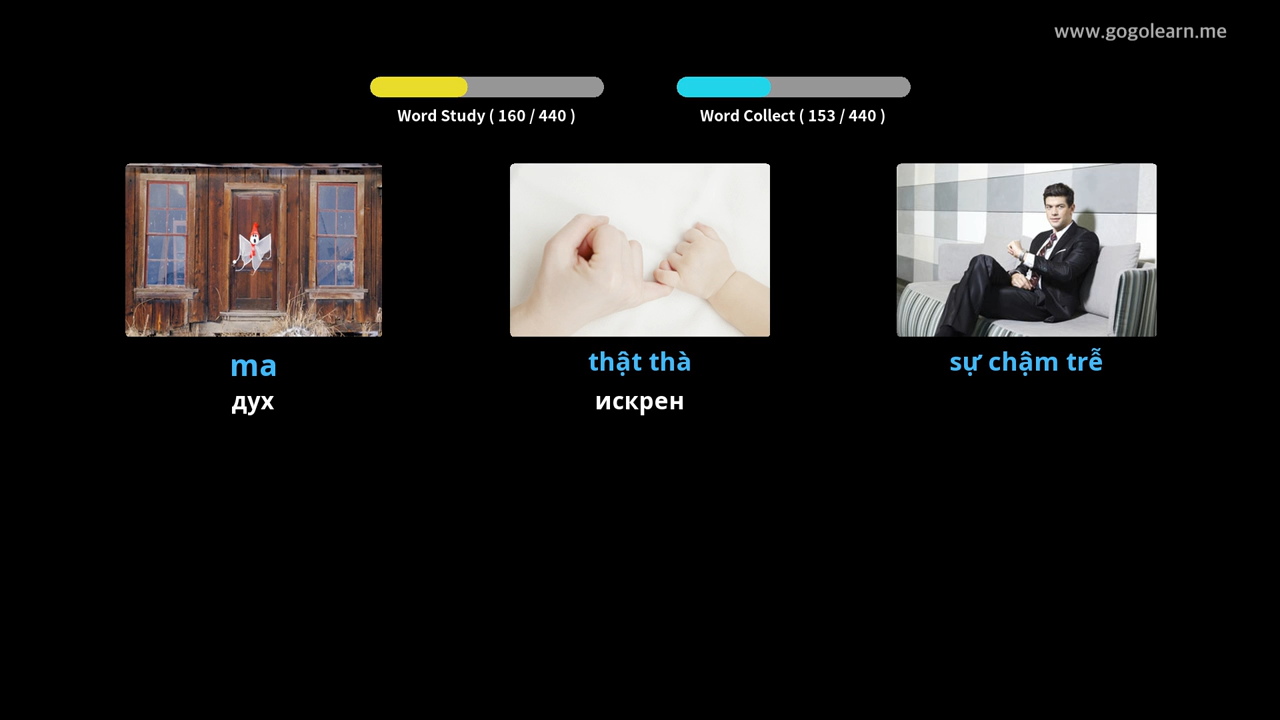 www.gogolearn.me
Word Study ( 160 / 440 )
Word Collect ( 153 / 440 )
ma
дух
thật thà
искрен
sự chậm trễ